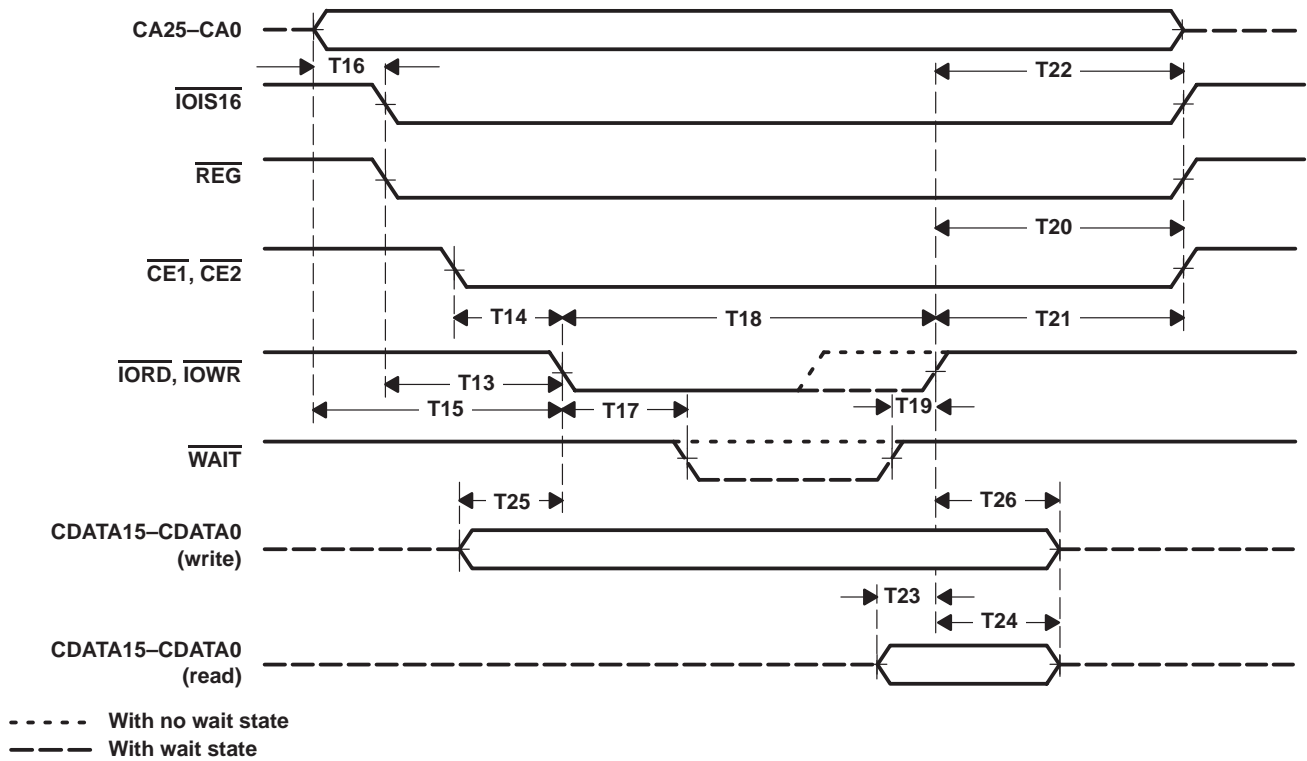 CA25–CA0
T16
T22
IOIS16
REG
T20
CE1, CE2
T14
T18
T21
IORD, IOWR
T13
T19
T15
T17
WAIT
T25
T26
CDATA15–CDATA0
(write)
T23
T24
CDATA15–CDATA0
(read)
With no wait state
With wait state